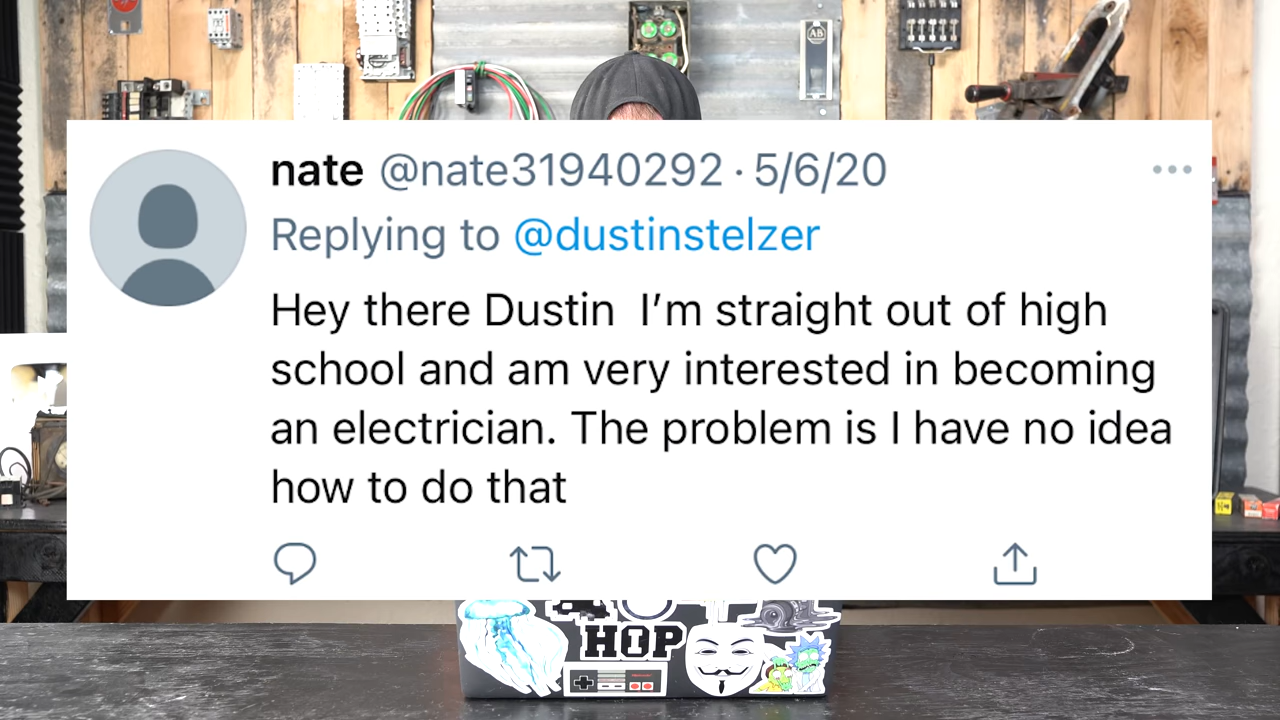 AB
nate @nate31940292 · 5/6/20
Replying to @dustinstelzer
Hey there Dustin  I’m straight out of high
school and am very interested in becoming
an electrician. The problem is I have no idea
how to do that
HOP